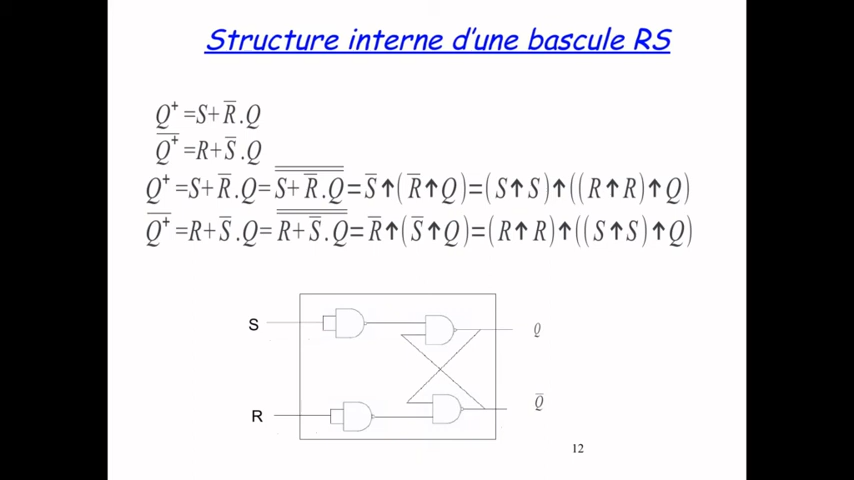 Structure interne d'une bascule RS
Q⁺ =S+ R̅ .Q
Q̅⁺̅ =R+ S̅ .Q
Q⁺ =S+ R̅ .Q= S̿+̿ ̿R̅̿ ̿.̿Q̿ = S̅ ↑( R̅ ↑Q)=( S↑S )↑(( R↑R )↑Q)
Q̅⁺̅ =R+ S̅ .Q= R̿+̿ ̿S̅̿ ̿.̿Q̿ = R̅ ↑( S̅ ↑Q)=( R↑R )↑(( S↑S )↑Q)
S
Q
R
Q̅
12